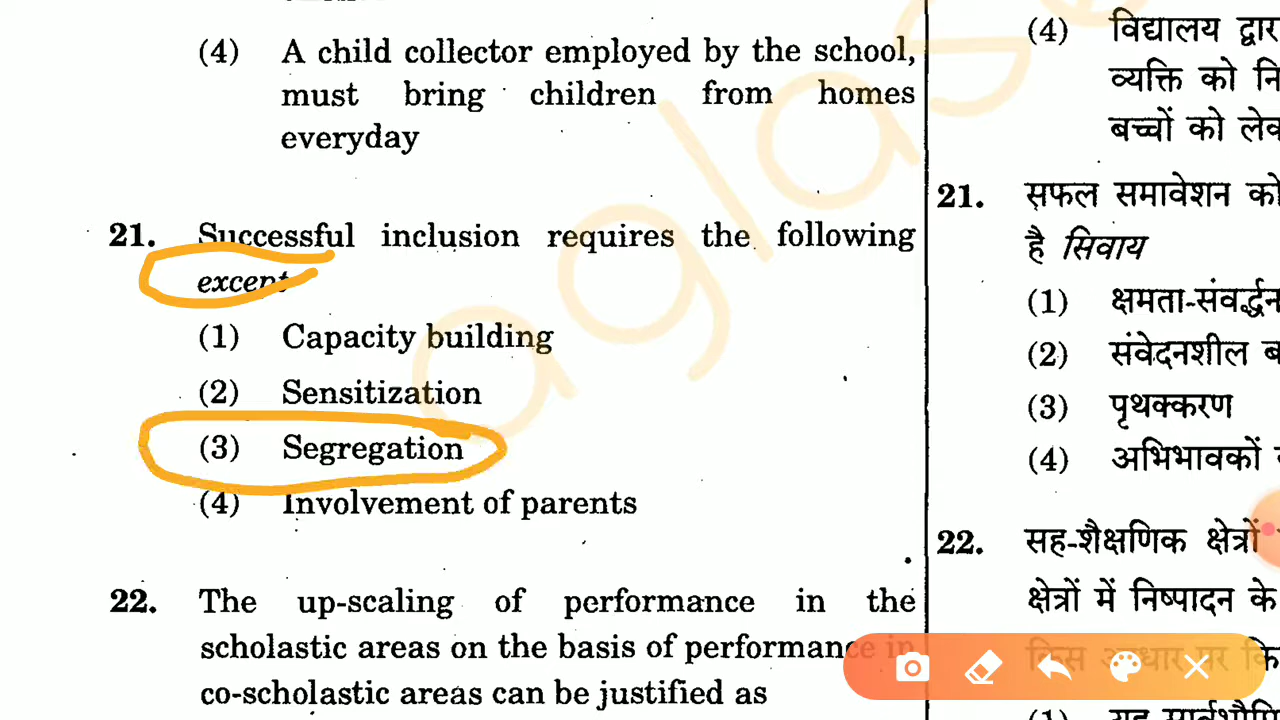 (4) A child collector employed by the school,
must bring children from homes
everyday
21. Successful inclusion requires the following
except
(1) Capacity building
(2) Sensitization
(3) Segregation
(4) Involvement of parents
22. The up-scaling of performance in the
scholastic areas on the basis of performance in
co-scholastic areas can be justified as
(4) विद्यालय द्वार
व्यक्ति को नि
बच्चों को लेक
21. सफल समावेशन को
है सिवाय
(1) क्षमता-संवर्द्धन
(2) संवेदनशील ब
(3) पृथक्करण
(4) अभिभावकों
22. सह-शैक्षणिक क्षेत्रों
क्षेत्रों में निष्पादन के
किस आधार पर कि